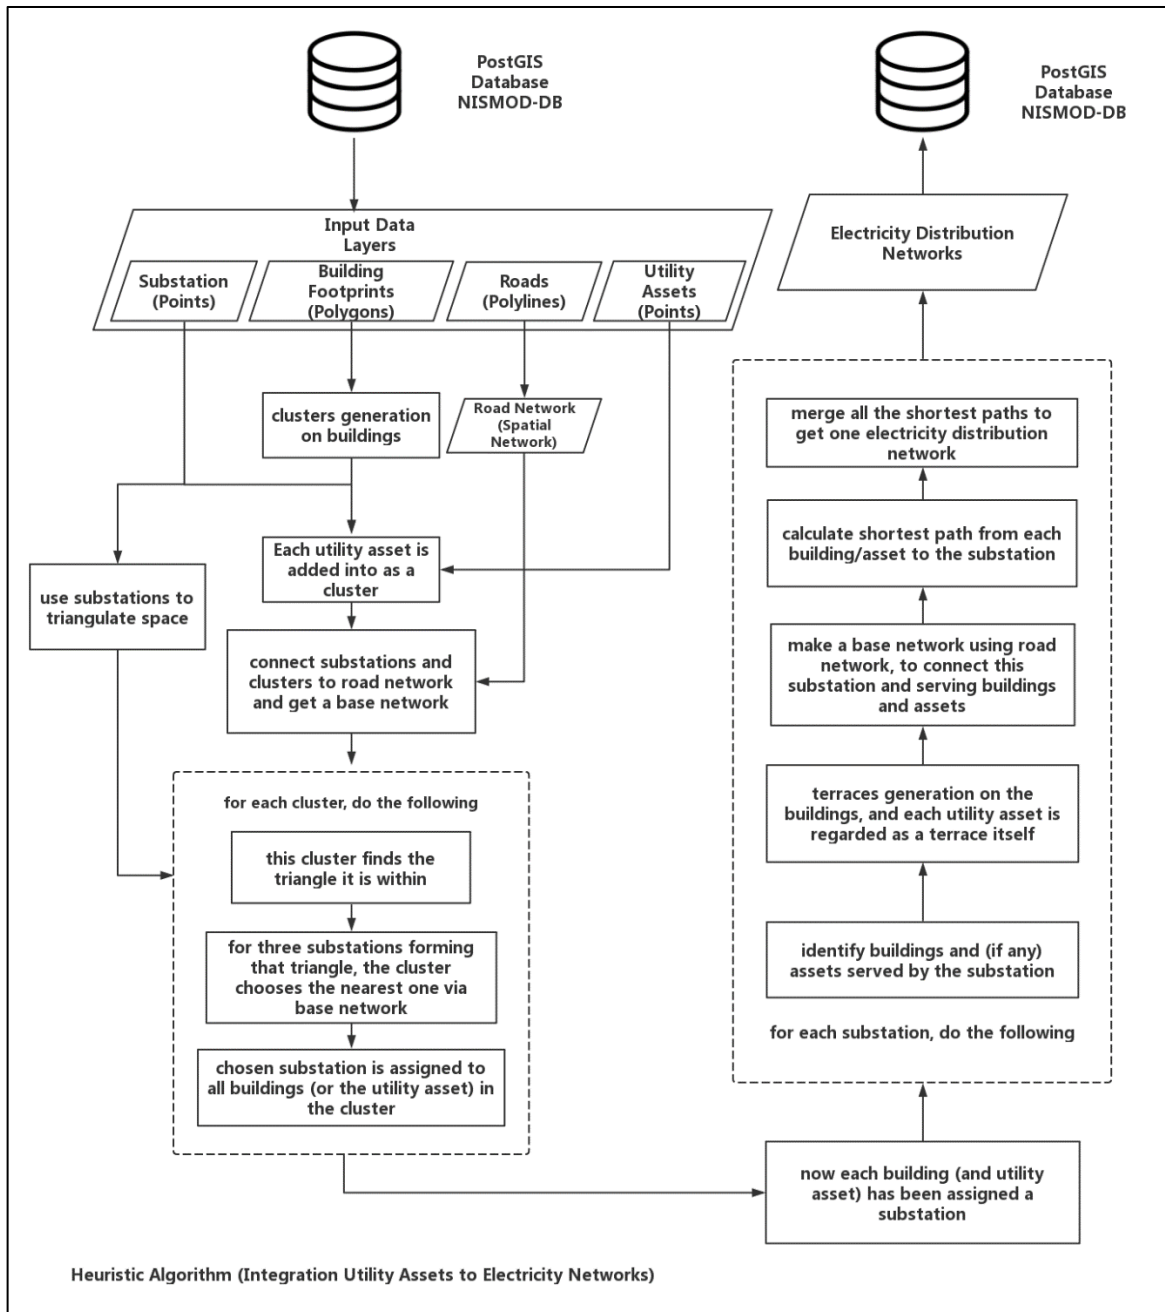 PostGIS
Database
NISMOD-DB
Input Data
Layers
Substation
(Points)
Building
Footprints
(Polygons)
Roads
(Polylines)
Utility
Assets
(Points)
clusters generation
on buildings
Road Network
(Spatial
Network)
Each utility asset is
added into as a
cluster
use substations to
triangulate space
connect substations and
clusters to road network
and get a base network
for each cluster, do the following
this cluster finds the
triangle it is within
for three substations forming
that triangle, the cluster
chooses the nearest one via
base network
chosen substation is assigned to
all buildings (or the utility asset) in
the cluster
PostGIS
Database
NISMOD-DB
Electricity Distribution
Networks
merge all the shortest paths to
get one electricity distribution
network
calculate shortest path from each
building/asset to the substation
make a base network using road
network, to connect this
substation and serving buildings
and assets
terraces generation on the
buildings, and each utility asset is
regarded as a terrace itself
identify buildings and (if any)
assets served by the substation
for each substation, do the following
now each building (and utility
asset) has been assigned a
substation
Heuristic Algorithm (Integration Utility Assets to Electricity Networks)